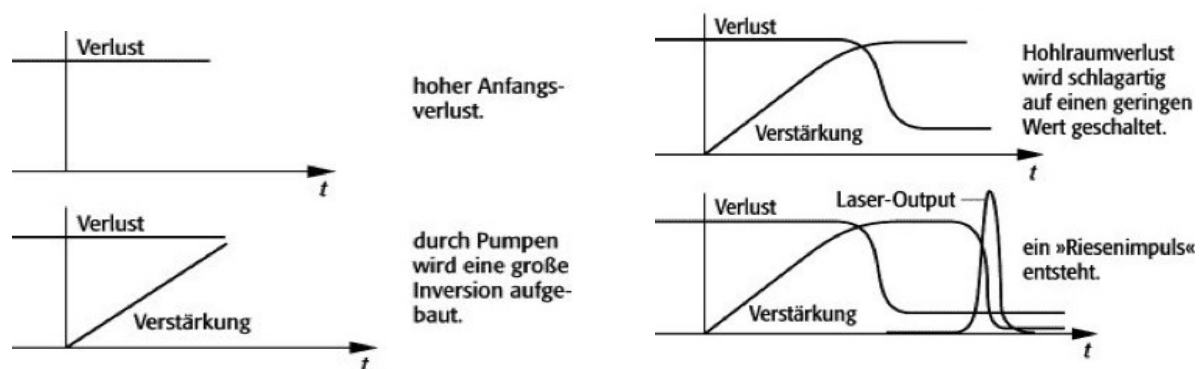 Verlust
hoher Anfangs-
verlust.
t
Verlust
durch Pumpen
wird eine große
Inversion aufge-
baut.
Verstärkung
t
Verlust
Hohlraumverlust
wird schlagartig
auf einen geringen
Wert geschaltet.
Verstärkung
t
Verlust
Laser-Output
ein »Riesenimpuls«
entsteht.
Verstärkung
t